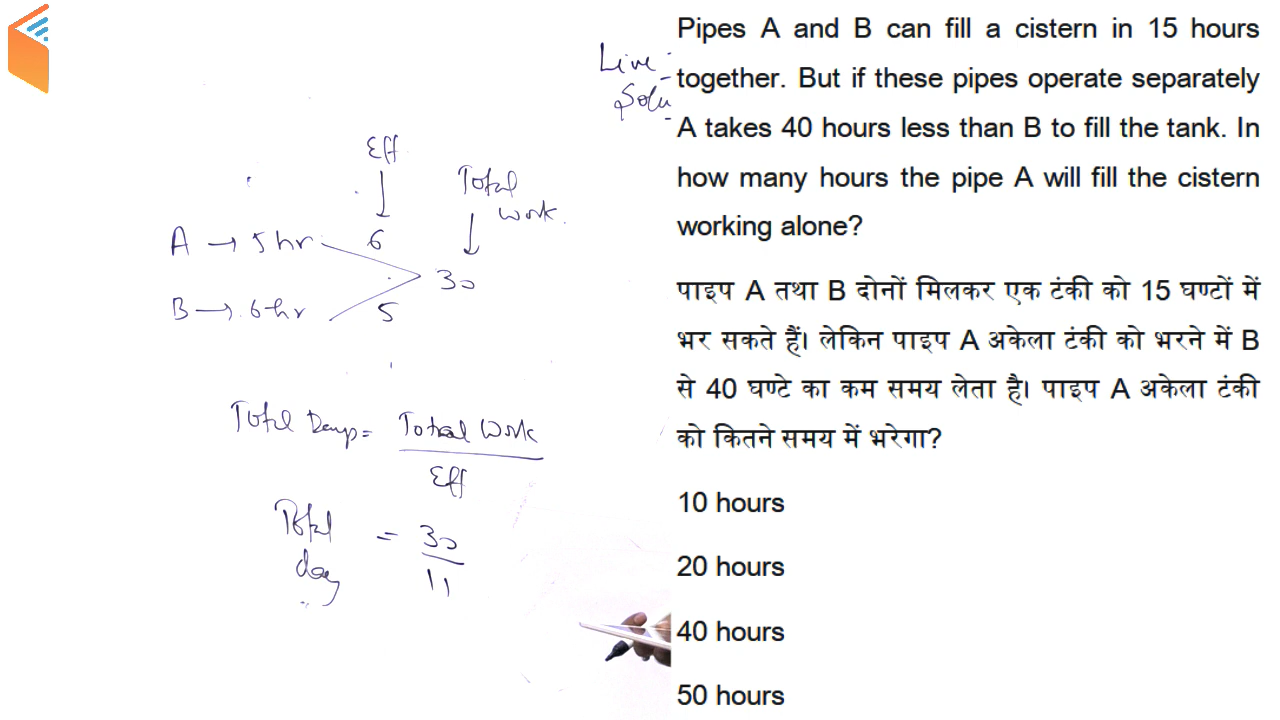 Live
Solu
Eff
Total
work.
A → 5 hr
6
30
B → 6 hr
5
Total Days = Total Work
Eff
Total
day
= 30
11
Pipes A and B can fill a cistern in 15 hours
together. But if these pipes operate separately
A takes 40 hours less than B to fill the tank. In
how many hours the pipe A will fill the cistern
working alone?
पाइप A तथा B दोनों मिलकर एक टंकी को 15 घण्टों में
भर सकते हैं। लेकिन पाइप A अकेला टंकी को भरने में B
से 40 घण्टे का कम समय लेता है। पाइप A अकेला टंकी
को कितने समय में भरेगा?
10 hours
20 hours
40 hours
50 hours